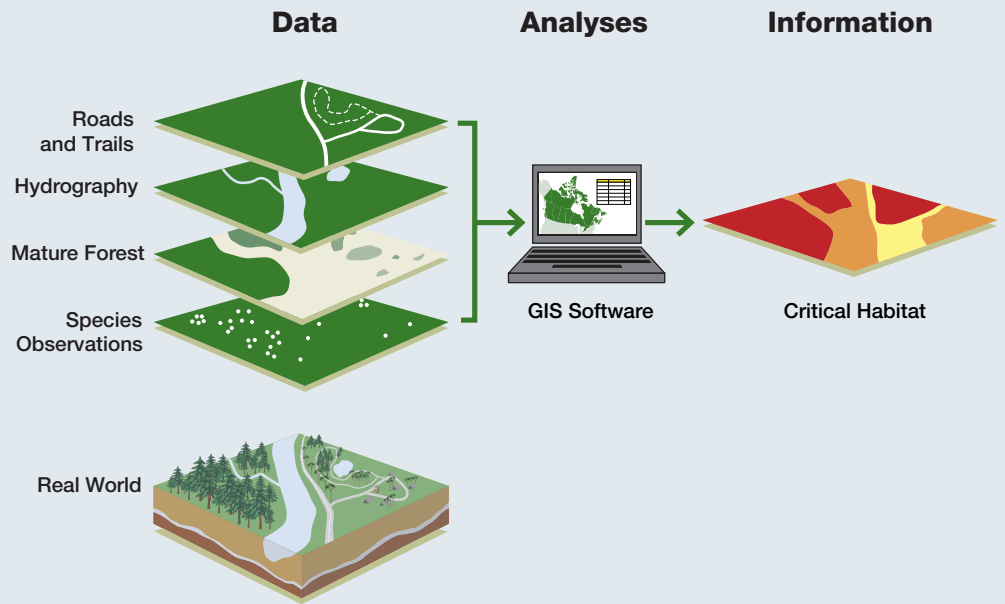 Data
Analyses
Information
Roads
and Trails
Hydrography
Mature Forest
Species
Observations
GIS Software
Critical Habitat
Real World